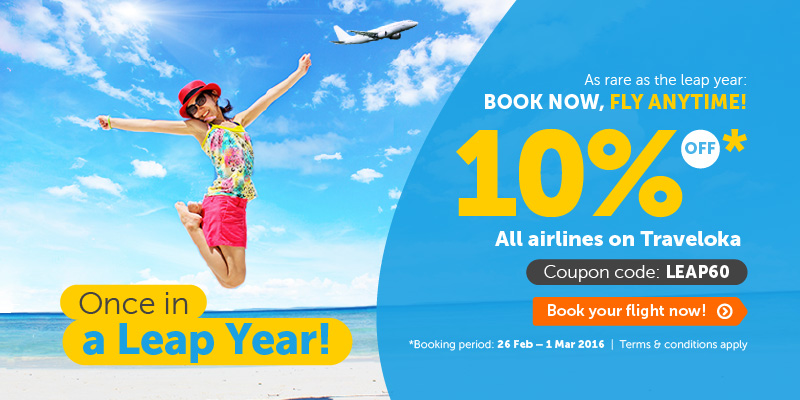 Once in
a Leap Year!
As rare as the leap year:
BOOK NOW, FLY ANYTIME!
10% OFF*
All airlines on Traveloka
Coupon code: LEAP60
Book your flight now!
*Booking period: 26 Feb – 1 Mar 2016 | Terms & conditions apply